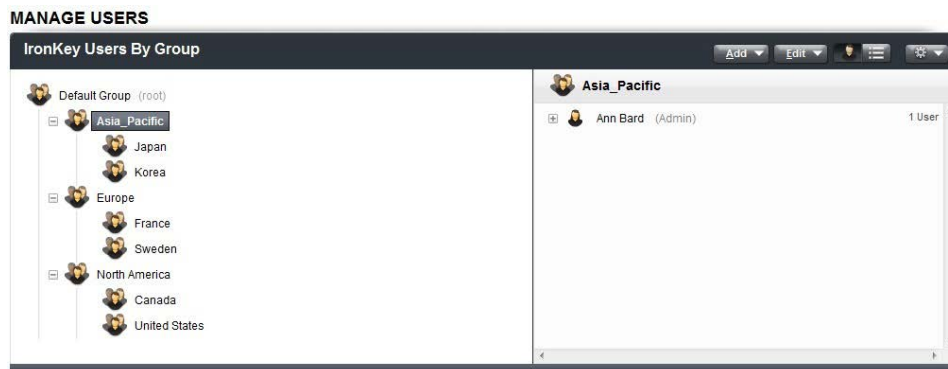 MANAGE USERS
IronKey Users By Group
Add Edit
Default Group (root)
Asia_Pacific
Japan
Korea
Europe
France
Sweden
North America
Canada
United States
Asia_Pacific
Ann Bard (Admin) 1 User